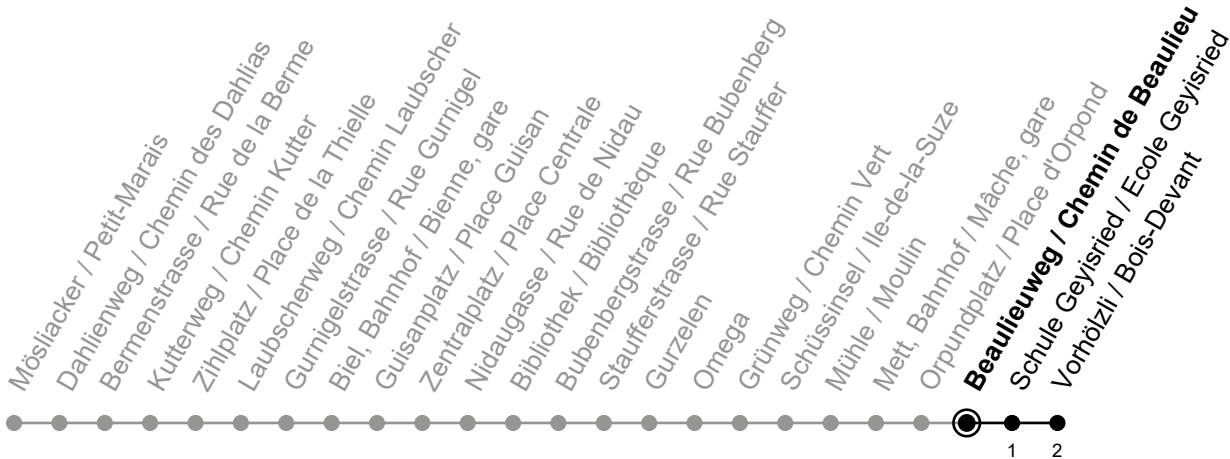 Mösliacker / Petit-Marais
Dahlienweg / Chemin des Dahlias
Bermenstrasse / Rue de la Berme
Kutterweg / Chemin Kutter
Zihlplatz / Place de la Thielle
Laubscherweg / Chemin Laubscher
Gurnigelstrasse / Rue Gurnigel
Biel, Bahnhof / Bienne, gare
Guisanplatz / Place Guisan
Zentralplatz / Place Centrale
Nidaugasse / Rue de Nidau
Bibliothek / Bibliothèque
Bubenbergstrasse / Rue Bubenberg
Staufferstrasse / Rue Stauffer
Gurzelen
Omega
Grünweg / Chemin Vert
Schüssinsel / Ile-de-la-Suze
Mühle / Moulin
Mett, Bahnhof / Mâche, gare
Orpundplatz / Place d'Orpond
Beaulieuweg / Chemin de Beaulieu
Schule Geyisried / Ecole Geyisried
Vorhölzli / Bois-Devant
1
2